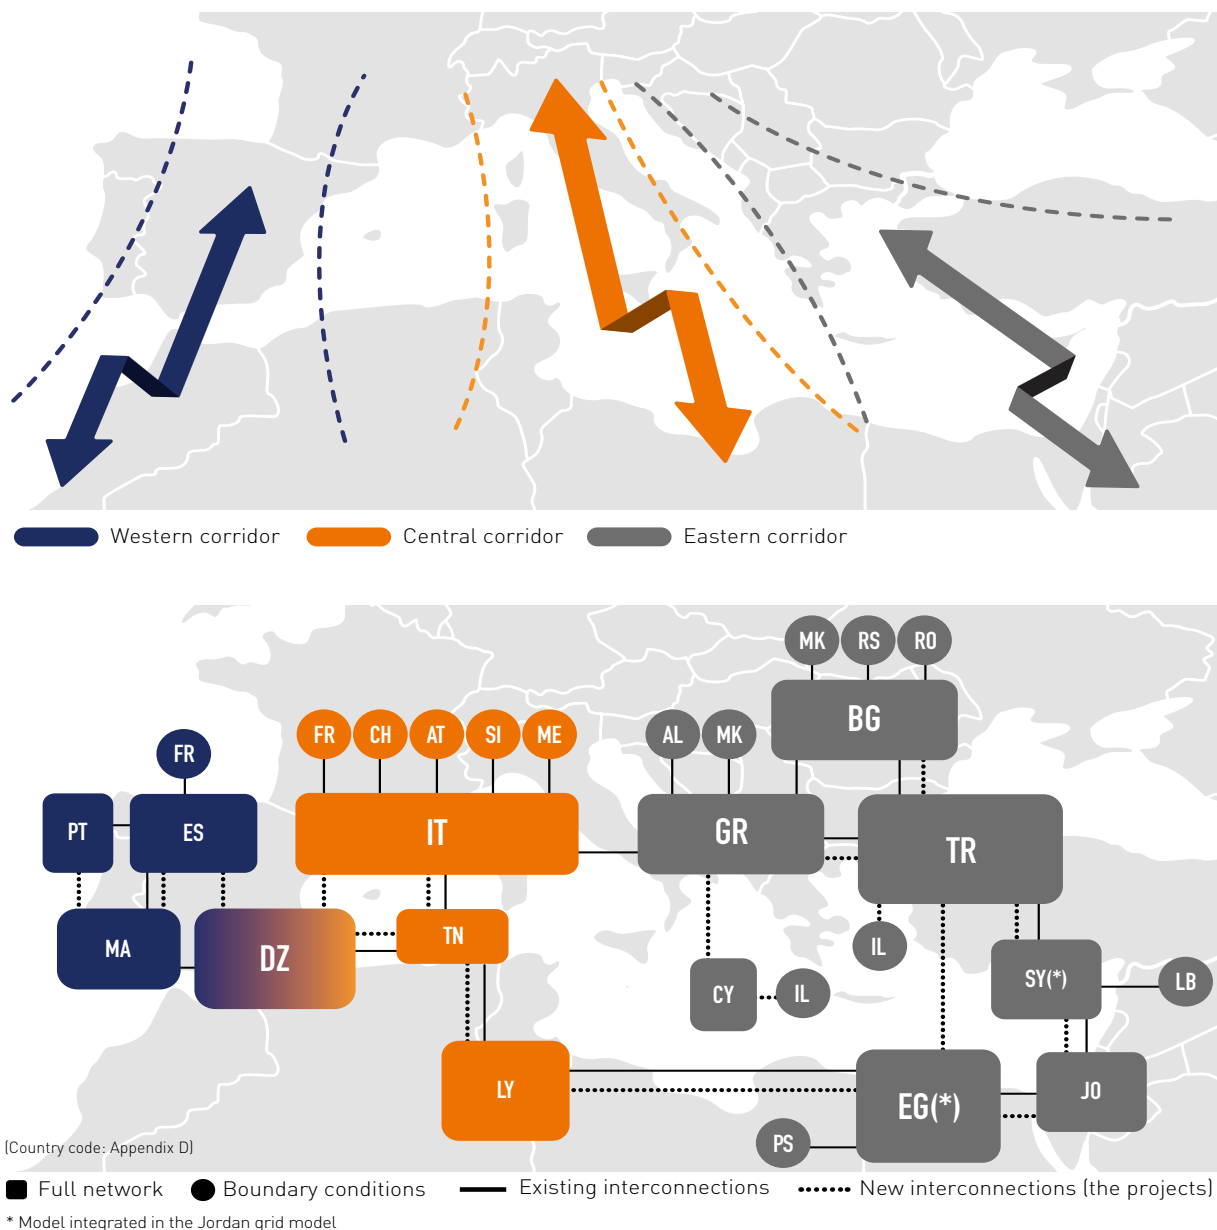 Western corridor Central corridor Eastern corridor
MK RS RO
BG
FR CH AT SI ME AL MK
FR
PT ES IT GR TR
MA DZ TN IL
CY IL SY(*) LB
LY EG(*) JO
PS
(Country code: Appendix D)
Full network Boundary conditions Existing interconnections New interconnections (the projects)
* Model integrated in the Jordan grid model